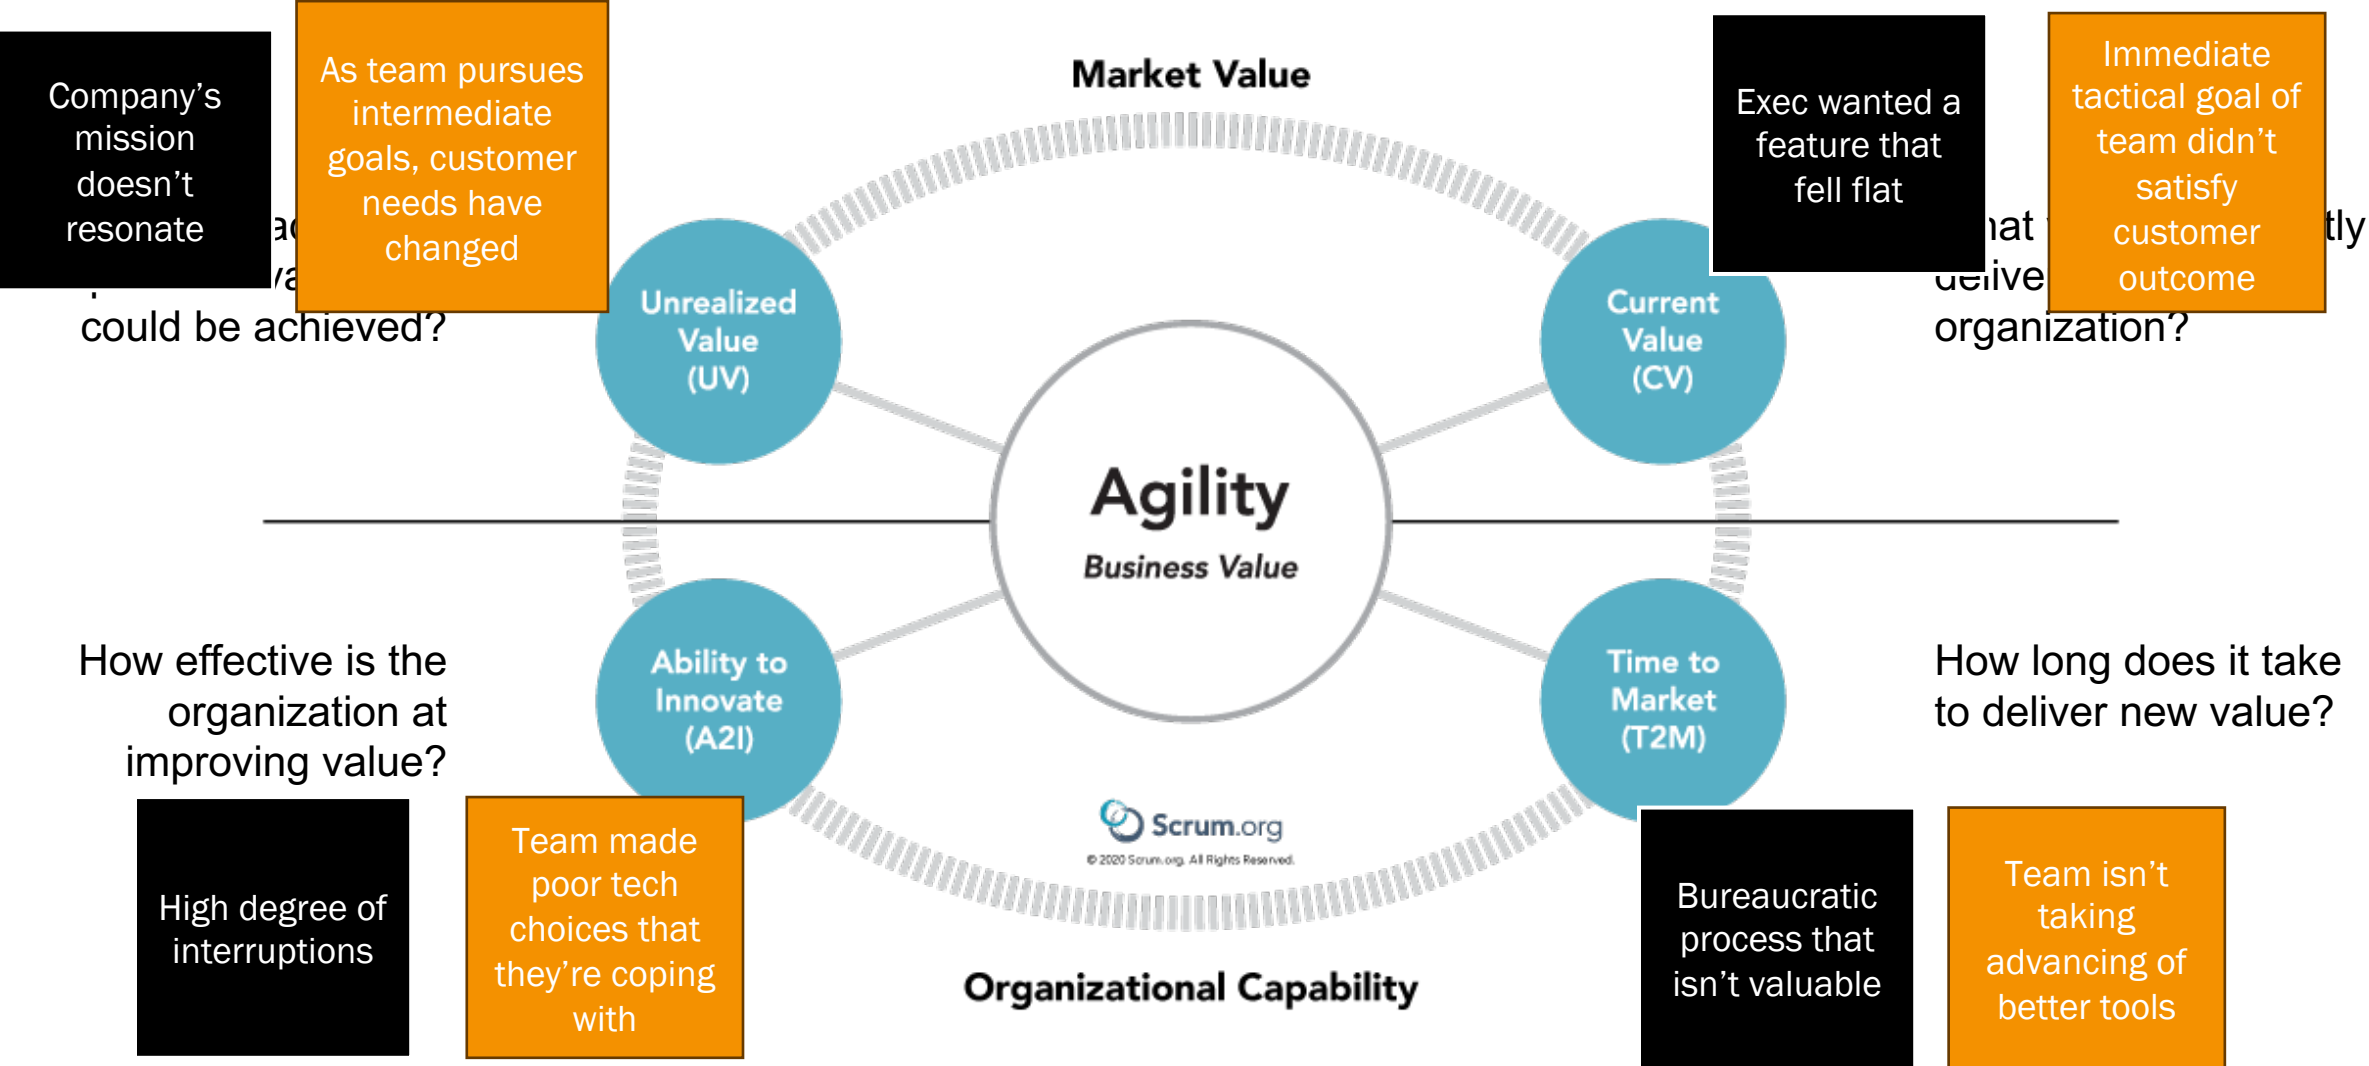 Company's
mission
doesn't
resonate
As team pursues
intermediate
goals, customer
needs have
changed
could be achieved?
Market Value
Exec wanted a
feature that
fell flat
Immediate
tactical goal of
team didn't
satisfy
customer
outcome
organization?
Unrealized
Value
(UV)
Current
Value
(CV)
Agility
Business Value
How effective is the
organization at
improving value?
Ability to
Innovate
(A2I)
Time to
Market
(T2M)
How long does it take
to deliver new value?
High degree of
interruptions
Team made
poor tech
choices that
they're coping
with
Scrum.org
© 2020 Scrum.org. All Rights Reserved.
Organizational Capability
Bureaucratic
process that
isn't valuable
Team isn't
taking
advancing of
better tools